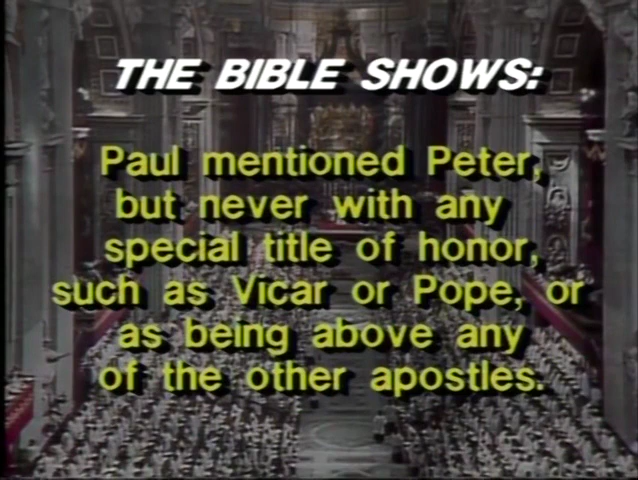 THE BIBLE SHOWS:
Paul mentioned Peter,
but never with any
special title of honor,
such as Vicar or Pope, or
as being above any
of the other apostles.